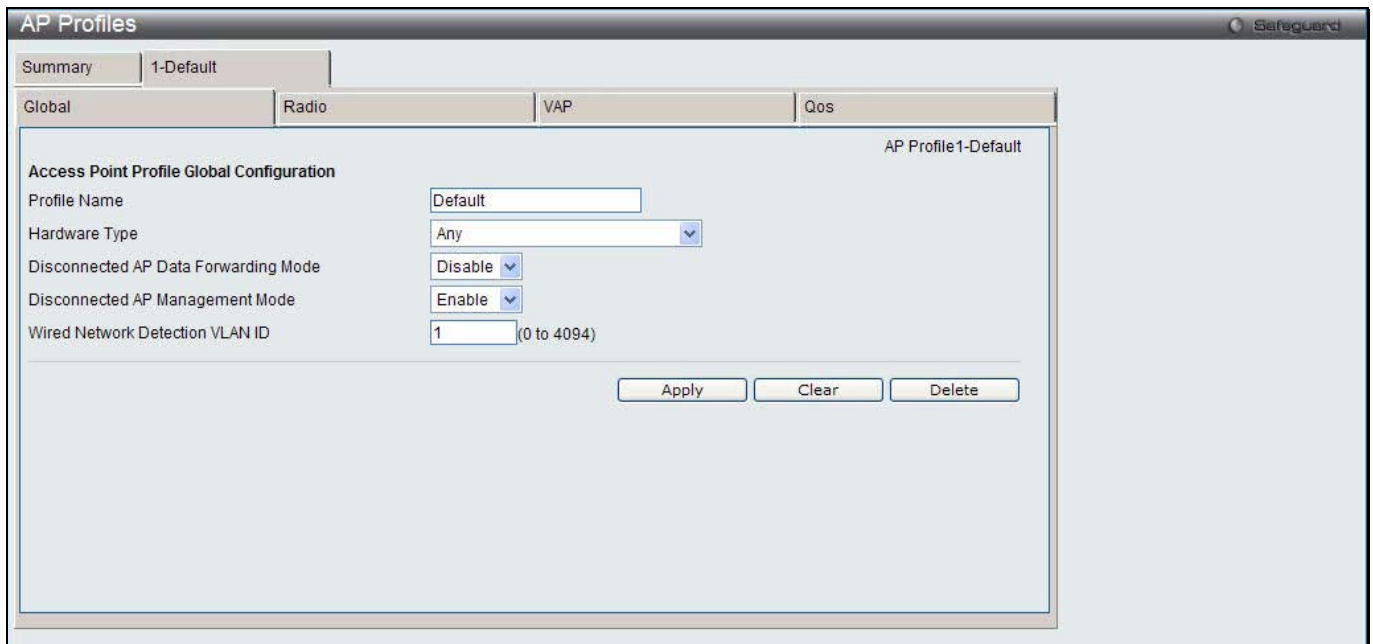 AP Profiles
Safeguard
Summary 1-Default
Global Radio VAP Qos
AP Profile1-Default
Access Point Profile Global Configuration
Profile Name Default
Hardware Type Any
Disconnected AP Data Forwarding Mode Disable
Disconnected AP Management Mode Enable
Wired Network Detection VLAN ID 1 (0 to 4094)
Apply Clear Delete